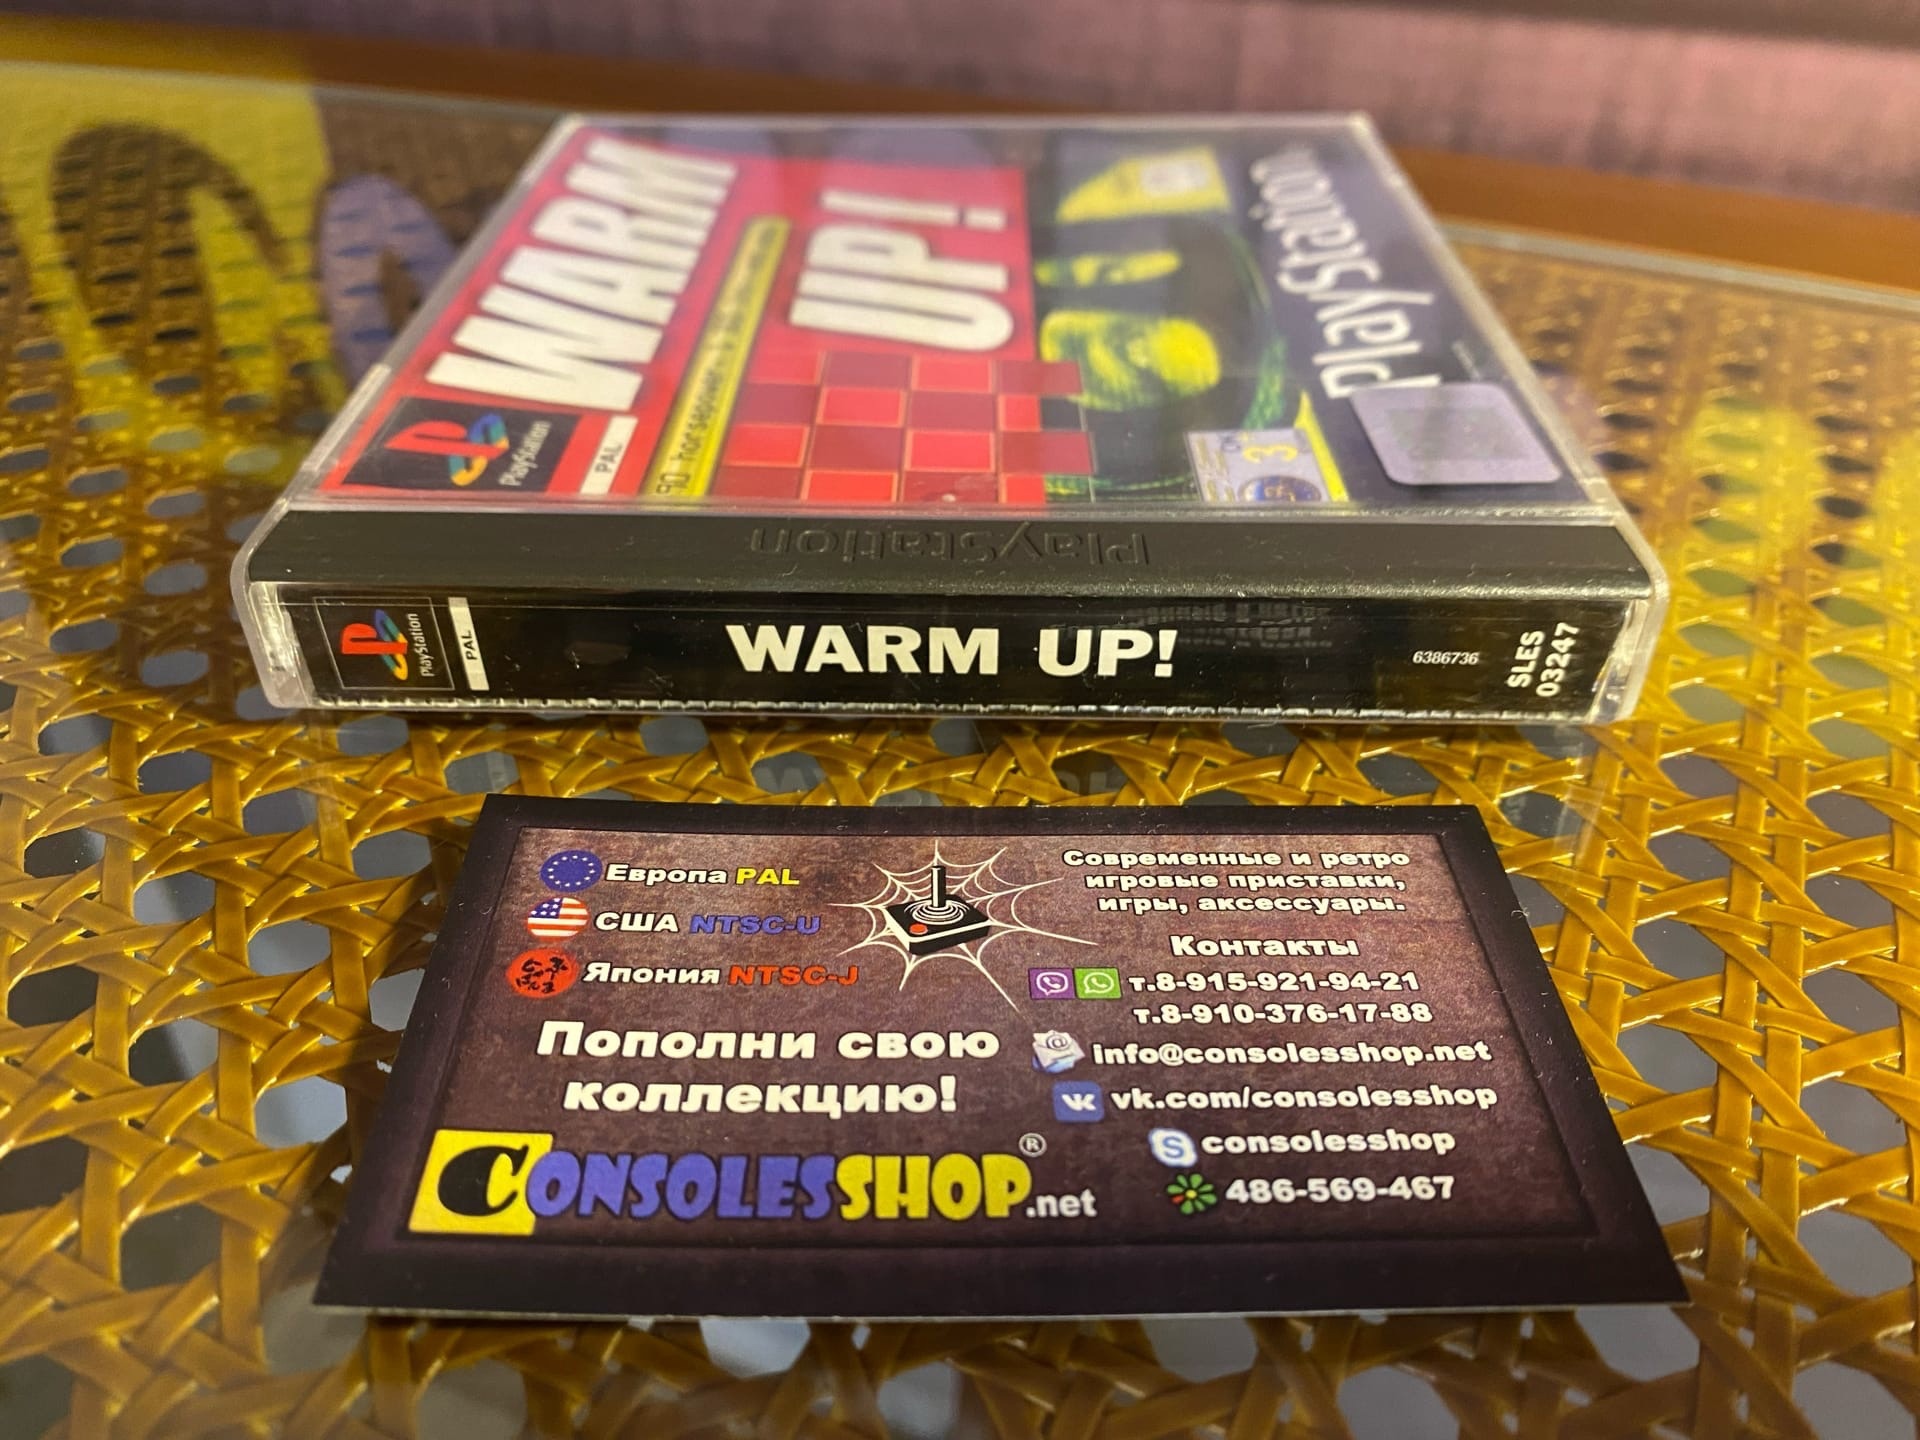 WARM
UP!
PlayStation
PlayStation
PAL
PlayStation
PlayStation
PAL
WARM UP!
6386736
SLES
03247
Европа PAL
США NTSC-U
Япония NTSC-J
Пополни свою
коллекцию!
CONSOLESSHOP®.net
Современные и ретро
игровые приставки,
игры, аксессуары.
Контакты
т.8-915-921-94-21
т.8-910-376-17-88
info@consolesshop.net
vk.com/consolesshop
consolesshop
486-569-467